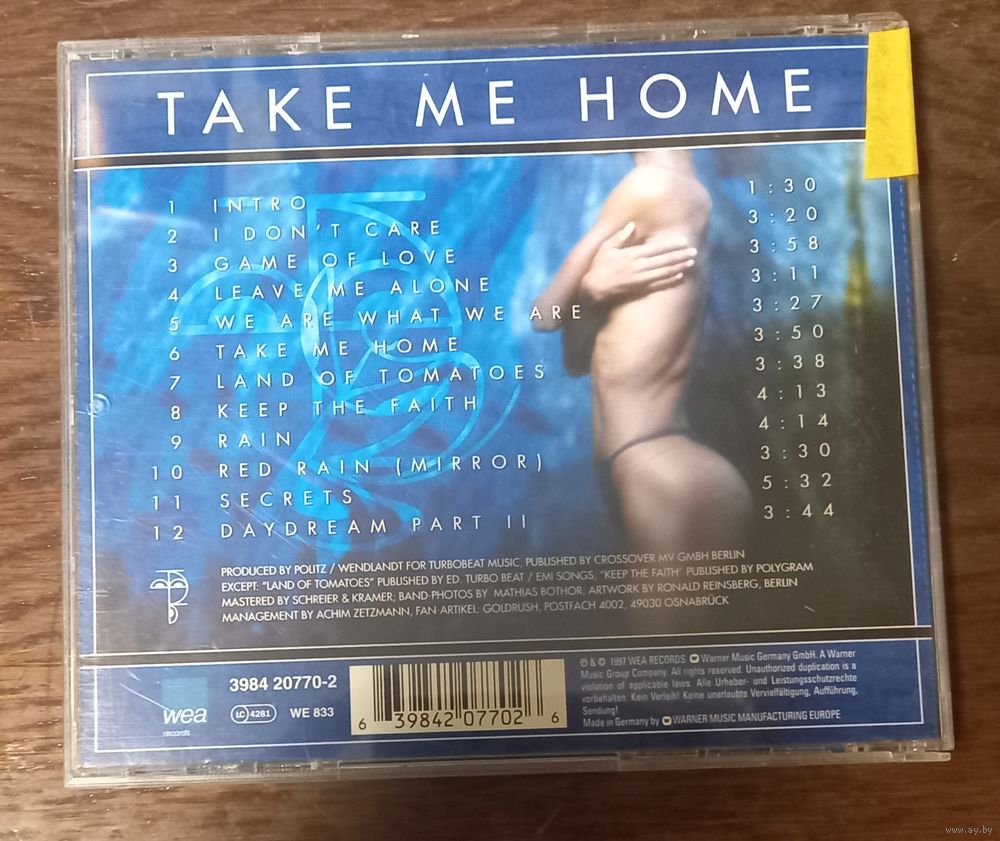 TAKE ME HOME
1 INTRO 1:30
2 I DON'T CARE 3:20
3 GAME OF LOVE 3:58
4 LEAVE ME ALONE 3:11
5 WE ARE WHAT WE ARE 3:27
6 TAKE ME HOME 3:50
7 LAND OF TOMATOES 3:38
8 KEEP THE FAITH 4:13
9 RAIN 4:14
10 RED RAIN (MIRROR) 3:30
11 SECRETS 5:32
12 DAYDREAM PART II 3:44
PRODUCED BY POLITZ / WENDLANDT FOR TURBOBEAT MUSIC, PUBLISHED BY CROSSOVER MV GMBH BERLIN
EXCEPT: "LAND OF TOMATOES" PUBLISHED BY ED. TURBO BEAT / EMI SONGS; "KEEP THE FAITH" PUBLISHED BY POLYGRAM
MASTERED BY SCHREIER & KRAMER; BAND-PHOTOS BY MATHIAS BOTHOR, ARTWORK BY RONALD REINSBERG, BERLIN
MANAGEMENT BY ACHIM ZETZMANN, FAN-ARTIKEL: GOLDRUSH, POSTFACH 4002, 49030 OSNABRÜCK
wea
records
3984 20770-2
LC 4281 WE 833
6 39842 07702 6
℗ & © 1997 WEA RECORDS Warner Music Germany GmbH. A Warner
Music Group Company. All rights reserved. Unauthorized duplication is a
violation of applicable laws. Alle Urheber- und Leistungsschutzrechte
vorbehalten. Kein Verleih! Keine unerlaubte Vervielfältigung, Aufführung,
Sendung!
Made in Germany by WARNER MUSIC MANUFACTURING EUROPE
www.ay.by